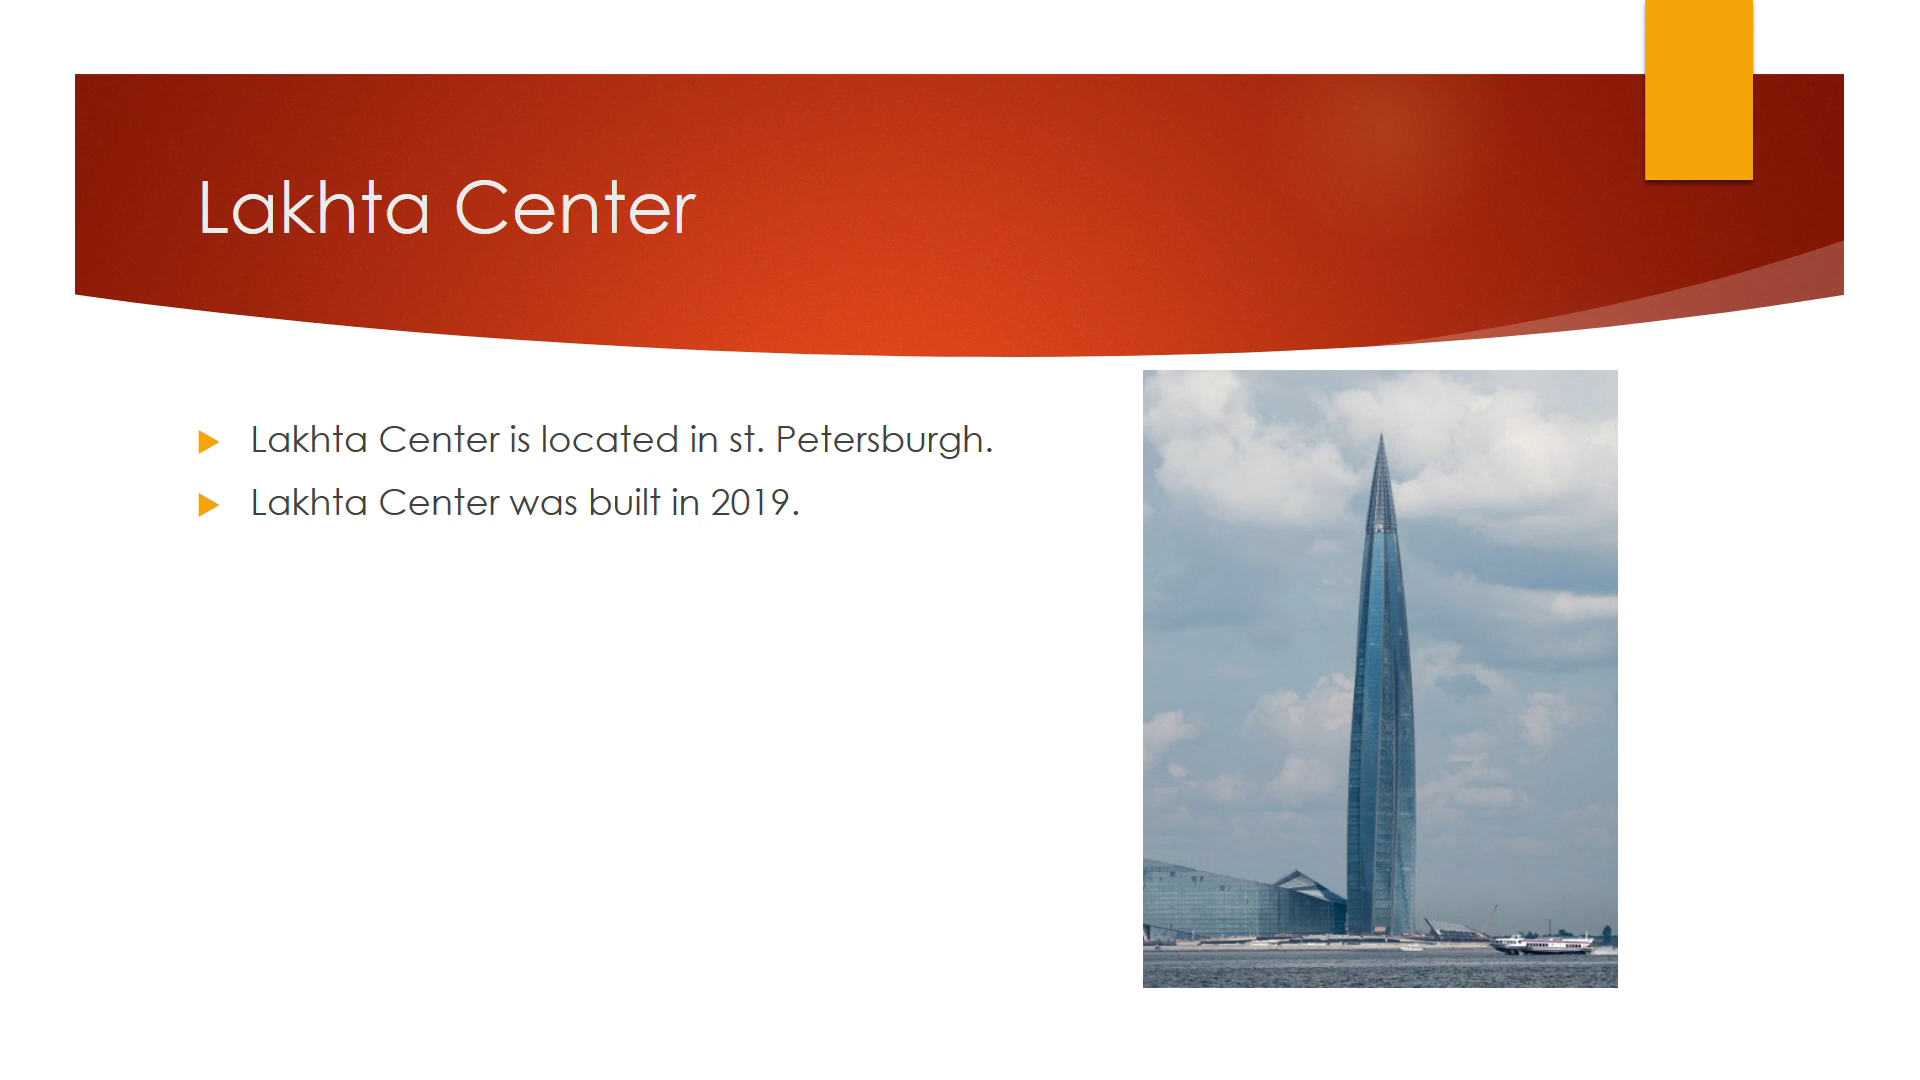 Lakhta Center
Lakhta Center is located in st. Petersburgh.
Lakhta Center was built in 2019.